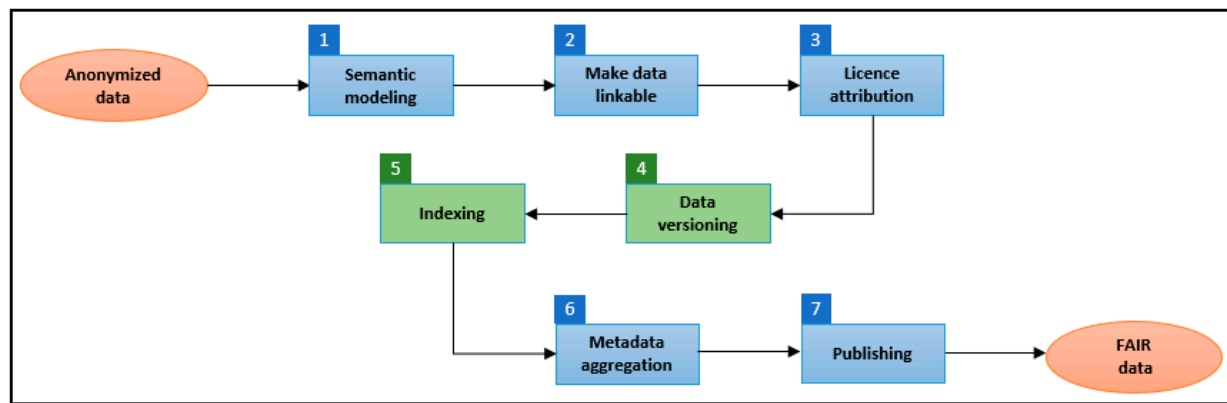 1
2
3
Anonymized
data
Semantic
modeling
Make data
linkable
Licence
attribution
5
4
Indexing
Data
versioning
6
7
Metadata
aggregation
Publishing
FAIR
data